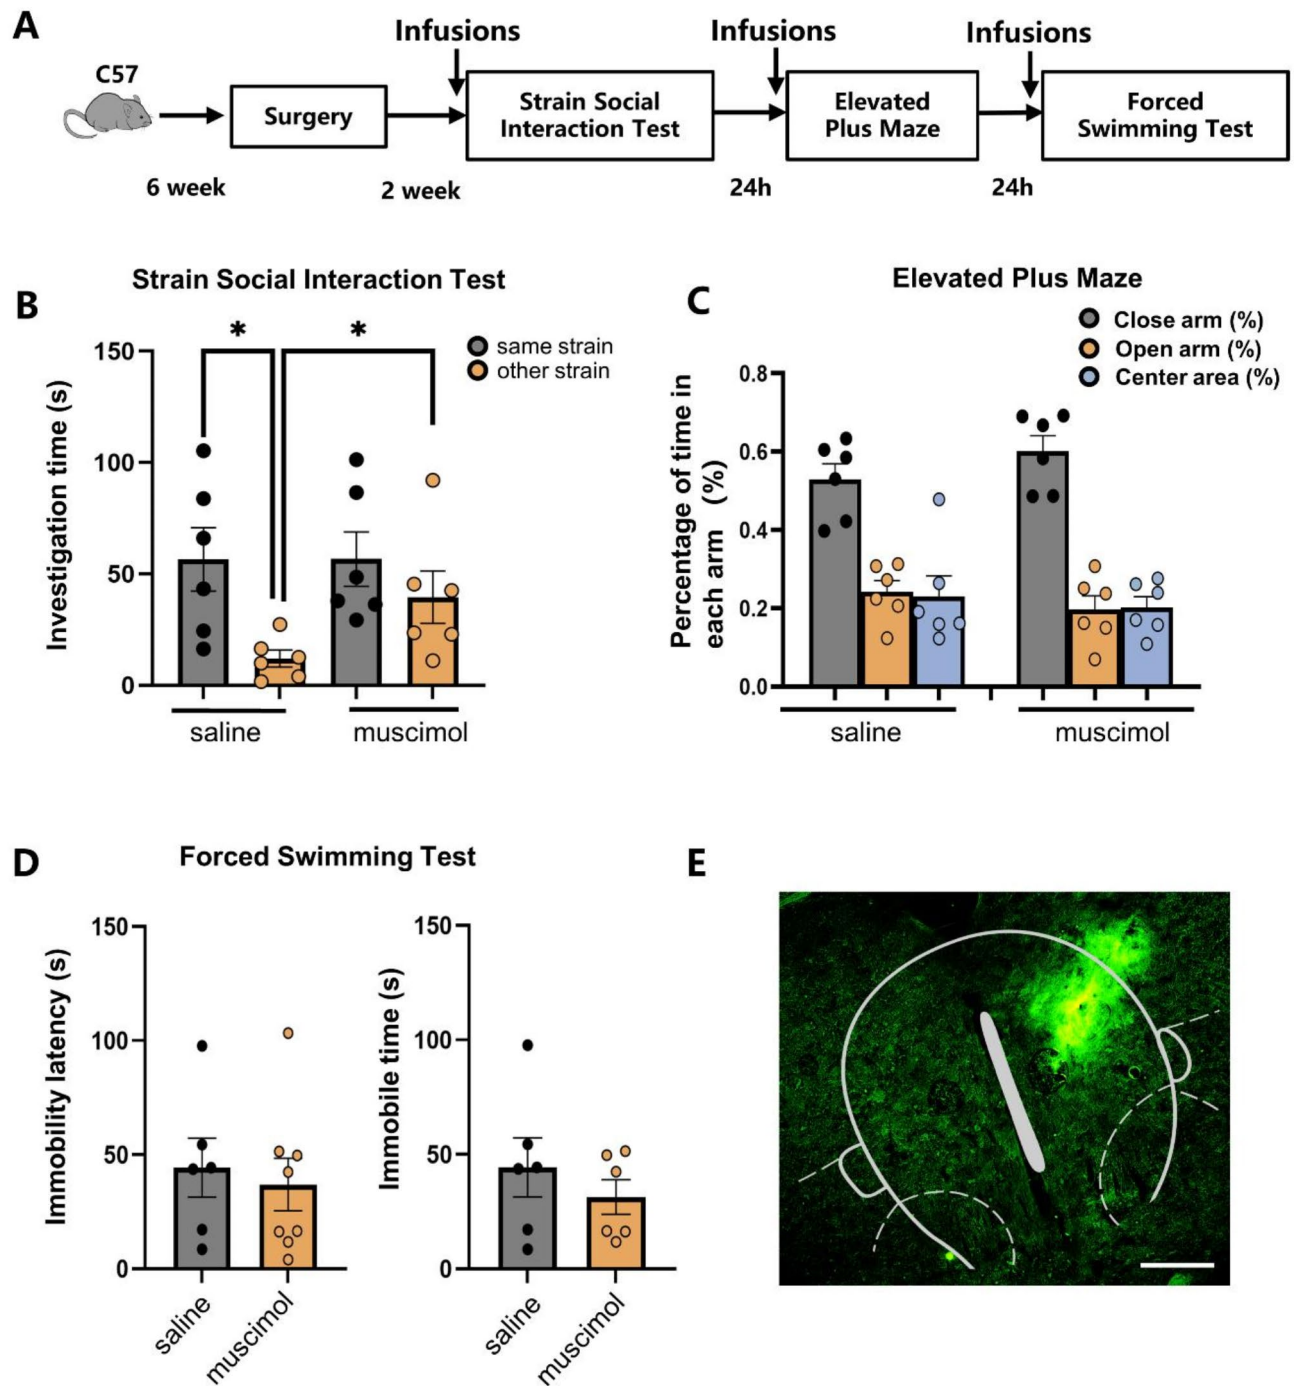 A
C57
Infusions
Infusions
Infusions
Surgery
Strain Social
Interaction Test
Elevated
Plus Maze
Forced
Swimming Test
6 week
2 week
24h
24h
B
Strain Social Interaction Test
*
*
same strain
other strain
Investigation time (s)
150
100
50
0
saline
muscimol
C
Elevated Plus Maze
Close arm (%)
Open arm (%)
Center area (%)
Percentage of time in
each arm (%)
0.8
0.6
0.4
0.2
0.0
saline
muscimol
D
Forced Swimming Test
Immobility latency (s)
150
100
50
0
saline
muscimol
Immobile time (s)
150
100
50
0
saline
muscimol
E